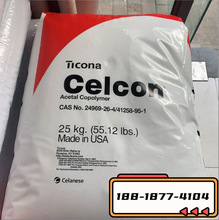 Ticona
Celcon
Acetal Copolymer
CAS No. 24969-26-4/41258-95-1
25 kg. (55.12 lbs.)
Made in USA
Ticona
Celanese
188-1877-4104